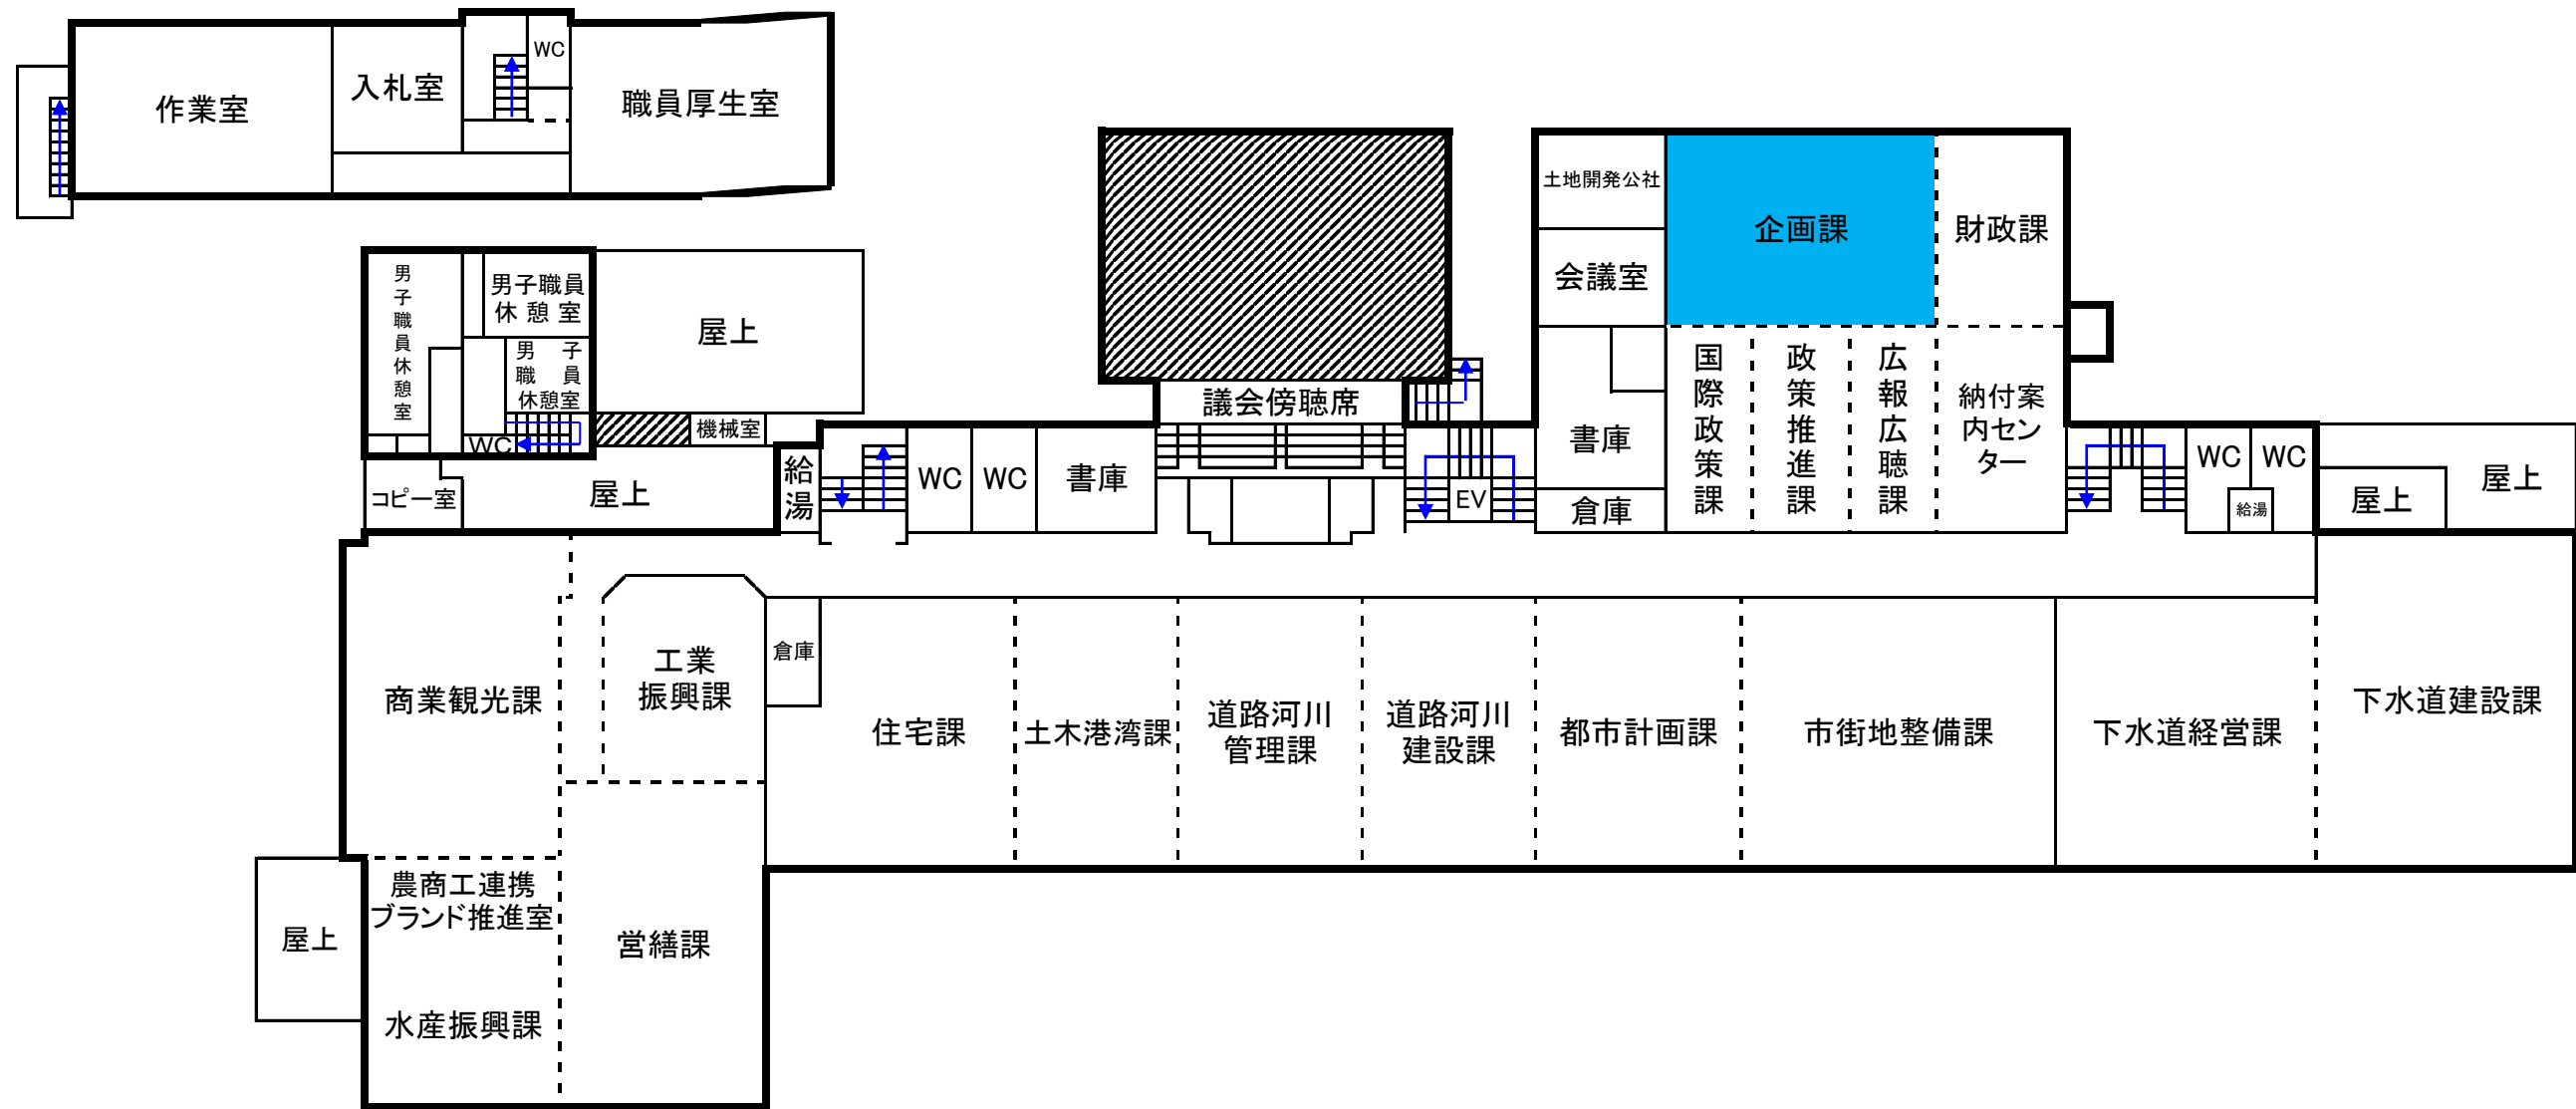 作業室
入札室
WC
職員厚生室
土地開発公社
企画課
財政課
会議室
男子職員休憩室
男子職員
休憩室
男子
職員
休憩室
屋上
WC
機械室
議会傍聴席
書庫
国際政策課
政策推進課
広報広聴課
納付案
内セン
ター
コピー室
屋上
給湯
WC
WC
書庫
EV
倉庫
WC
WC
給湯
屋上
屋上
商業観光課
工業
振興課
倉庫
住宅課
土木港湾課
道路河川
管理課
道路河川
建設課
都市計画課
市街地整備課
下水道経営課
下水道建設課
屋上
農商工連携
ブランド推進室
営繕課
水産振興課